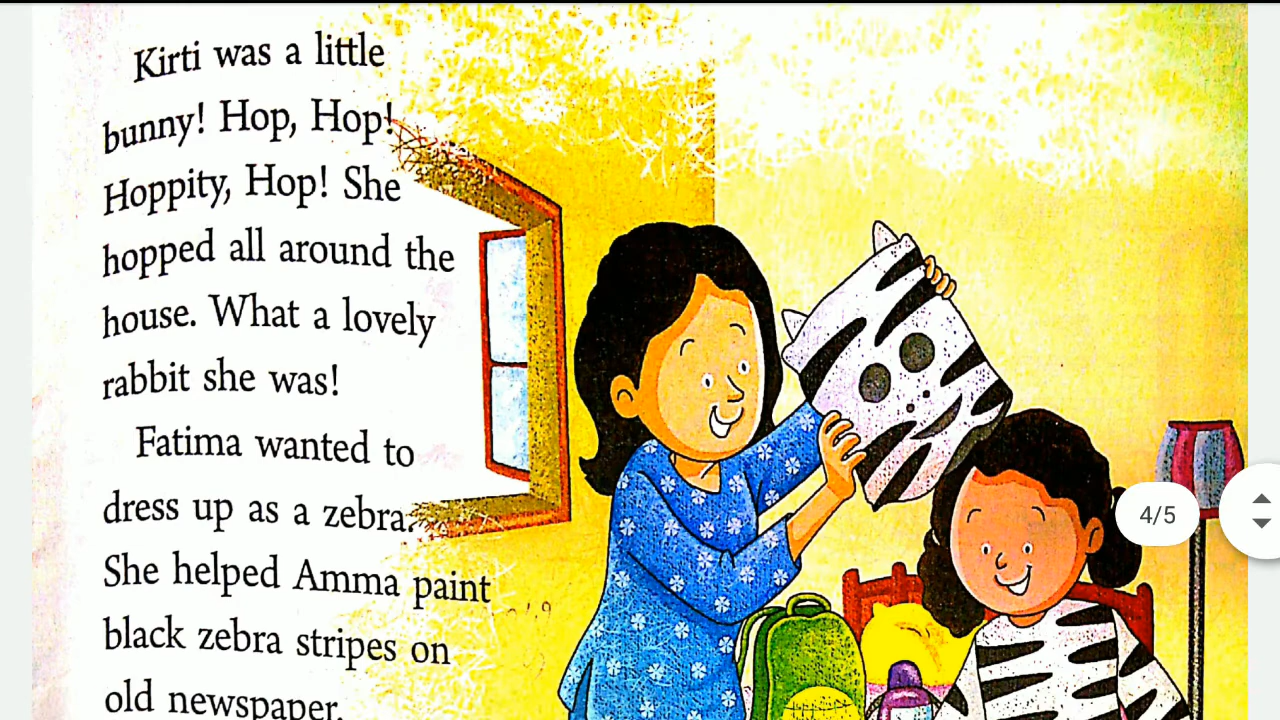 Kirti was a little
bunny! Hop, Hop!
Hoppity, Hop! She
hopped all around the
house. What a lovely
rabbit she was!
Fatima wanted to
dress up as a zebra.
She helped Amma paint
black zebra stripes on
old newspaper.
4/5